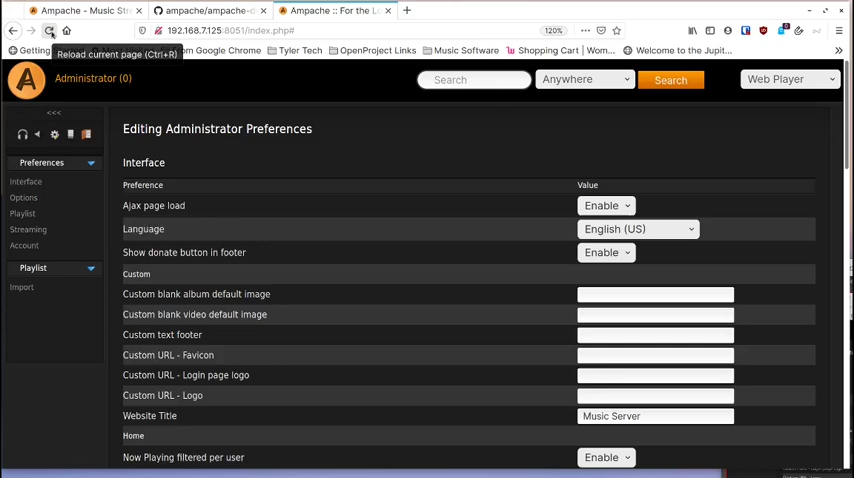 Ampache - Music Stre
ampache/ampache-d
Ampache :: For the Lo
192.168.7.125:8051/index.php#
120%
Getting
om Google Chrome
Tyler Tech
OpenProject Links
Music Software
Shopping Cart | Wom...
Welcome to the Jupit...
Reload current page (Ctrl+R)
Administrator (0)
Search
Anywhere
Search
Web Player
<<<
Preferences
Interface
Options
Playlist
Streaming
Account
Playlist
Import
Editing Administrator Preferences
Interface
Preference Value
Ajax page load Enable
Language English (US)
Show donate button in footer Enable
Custom
Custom blank album default image
Custom blank video default image
Custom text footer
Custom URL - Favicon
Custom URL - Login page logo
Custom URL - Logo
Website Title Music Server
Home
Now Playing filtered per user Enable